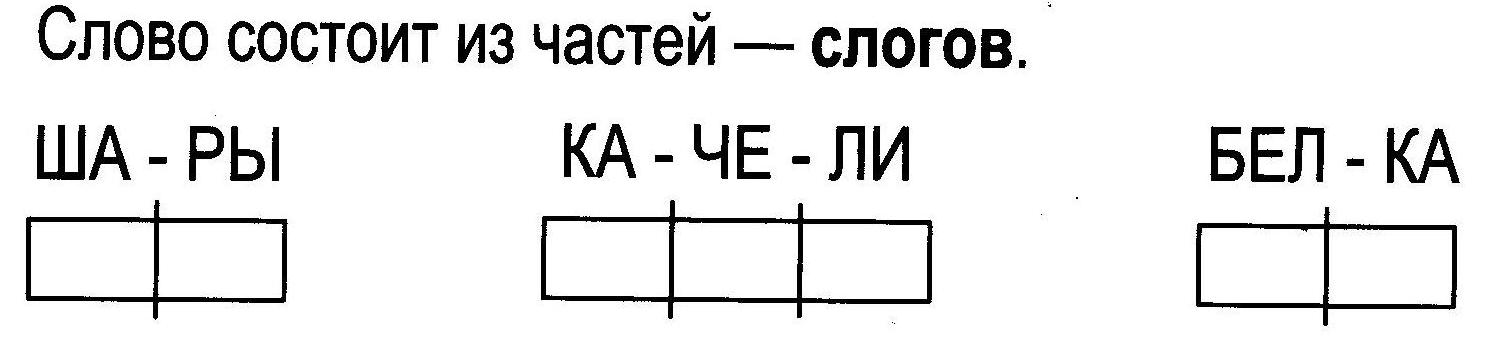 Слово состоит из частей — слогов.
ША - РЫ КА - ЧЕ - ЛИ БЕЛ - КА